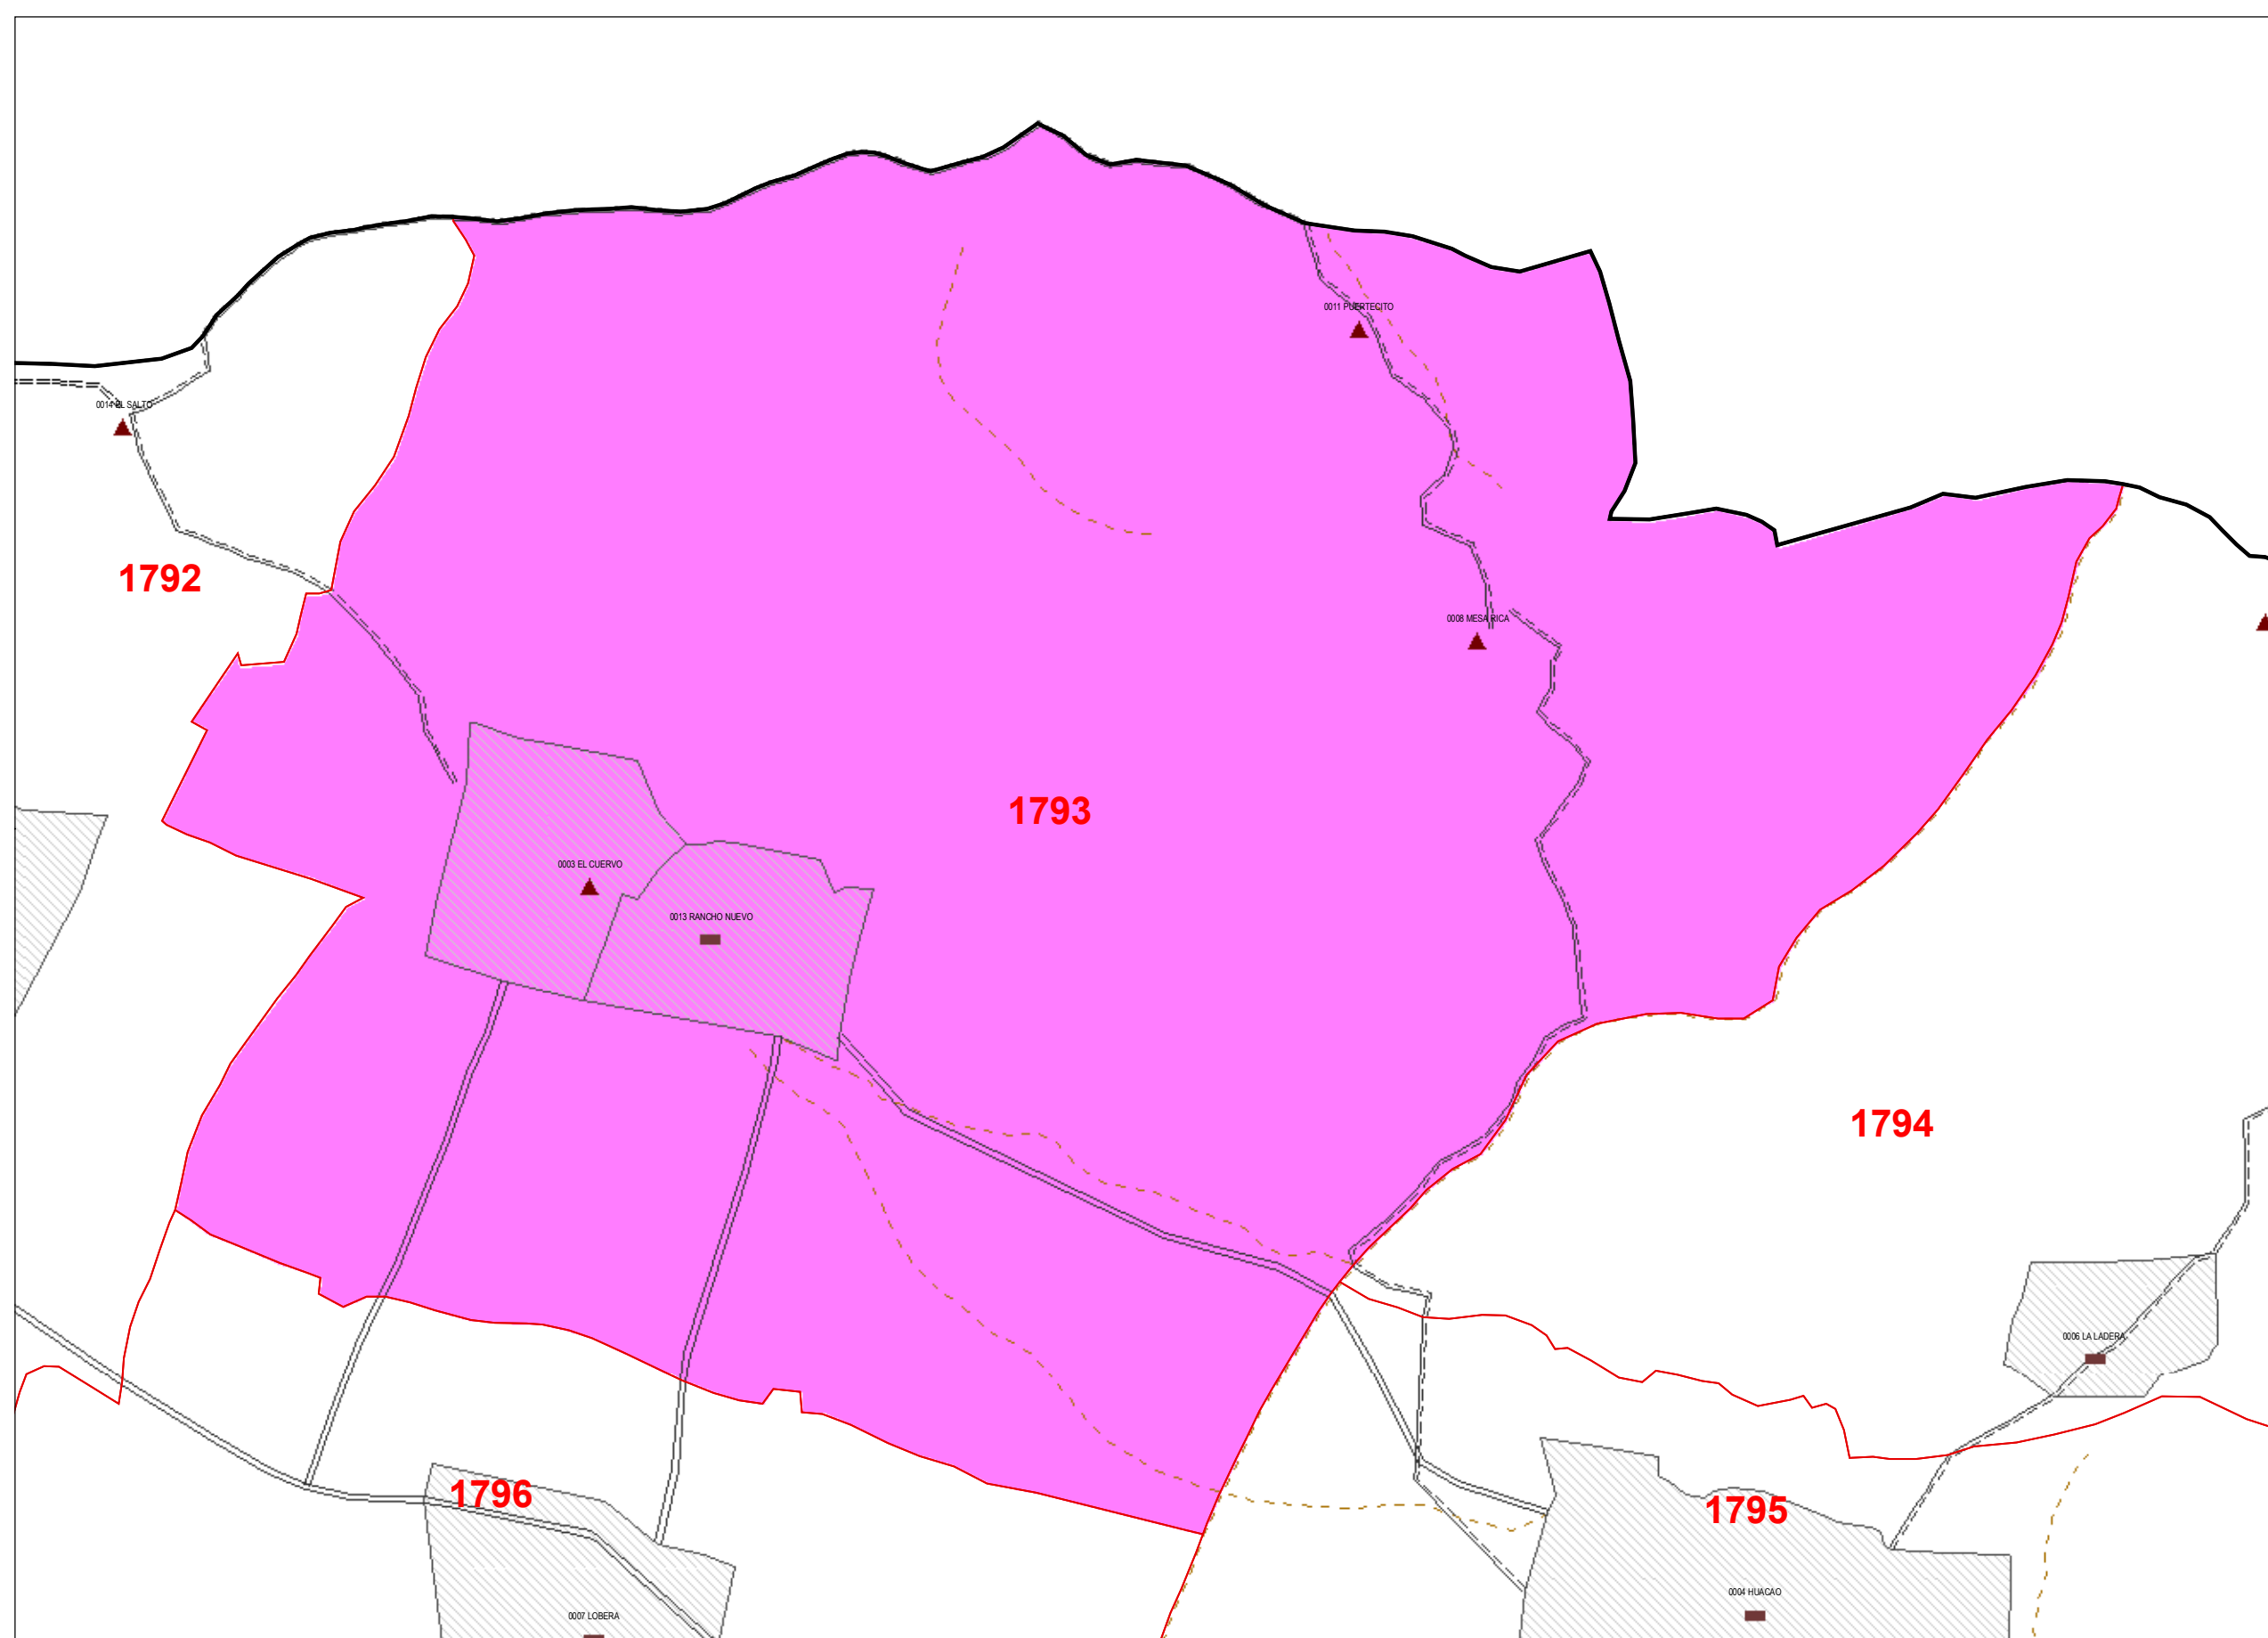 0011 PUERTECITO
0014 EL SALTO
1792
0008 MESA RICA
1793
0003 EL CUERVO
0013 RANCHO NUEVO
1794
0006 LA LADERA
1796
1795
0004 HUACAO
0007 LOBERA